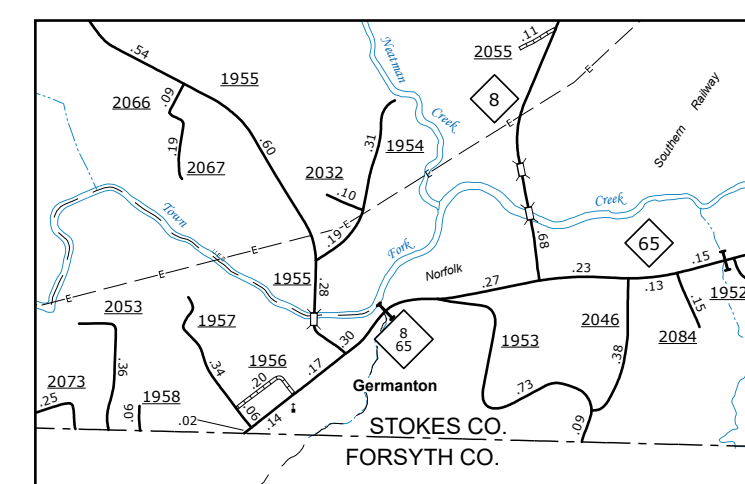 .54
1955
2066
.09
.19
2067
.60
Neatman
Creek
.31
1954
2032
.10
.19
E
2055
.11
8
E
E
E
Southern
Railway
Town
Fork
Creek
E
E
E
1955
.28
.68
65
Norfolk
.27
.23
.13
.15
.15
1952
2084
2053
1957
.36
.34
1956
.20
.06
.17
.30
.14
8
65
Germanton
1953
.73
2046
.38
.09
2073
.25
1958
.06
.02
STOKES CO.
FORSYTH CO.